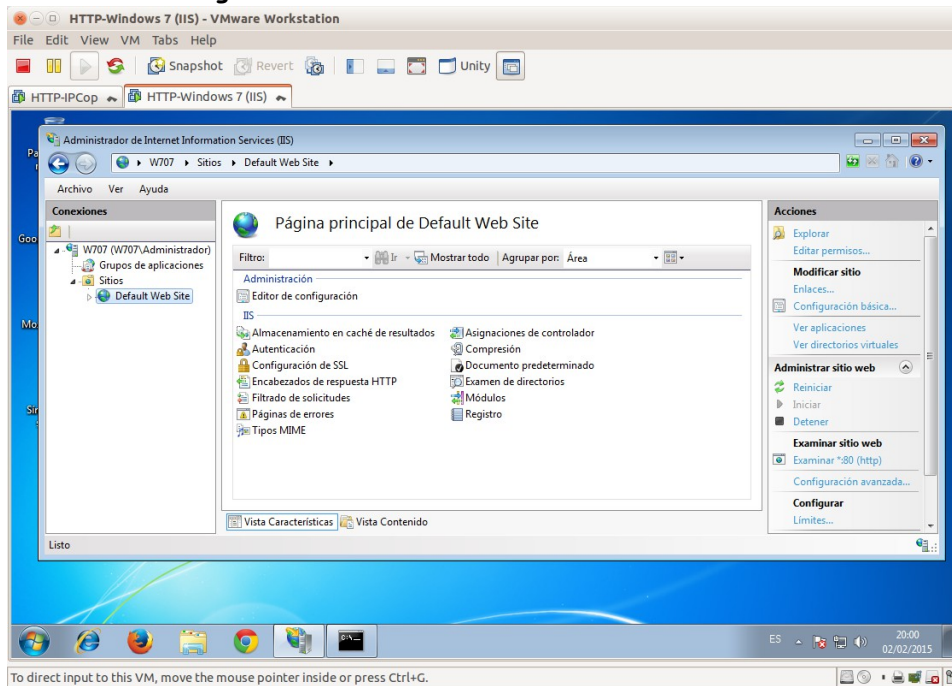 HTTP-Windows 7 (IIS) - VMware Workstation
File Edit View VM Tabs Help
Snapshot Revert Unity
HTTP-IPCop HTTP-Windows 7 (IIS)
Administrador de Internet Information Services (IIS)
W707 Sitios Default Web Site
Archivo Ver Ayuda
Conexiones
W707 (W707\Administrador)
Grupos de aplicaciones
Sitios
Default Web Site
Página principal de Default Web Site
Filtro: Ir Mostrar todo Agrupar por: Área
Administración
Editor de configuración
IIS
Almacenamiento en caché de resultados Asignaciones de controlador
Autenticación Compresión
Configuración de SSL Documento predeterminado
Encabezados de respuesta HTTP Examen de directorios
Filtrado de solicitudes Módulos
Páginas de errores Registro
Tipos MIME
Vista Características Vista Contenido
Acciones
Explorar
Editar permisos...
Modificar sitio
Enlaces...
Configuración básica...
Ver aplicaciones
Ver directorios virtuales
Administrar sitio web
Reiniciar
Iniciar
Detener
Examinar sitio web
Examinar *:80 (http)
Configuración avanzada...
Configurar
Límites...
Listo
Goo
Mo
ES 20:00
02/02/2015
To direct input to this VM, move the mouse pointer inside or press Ctrl+G.